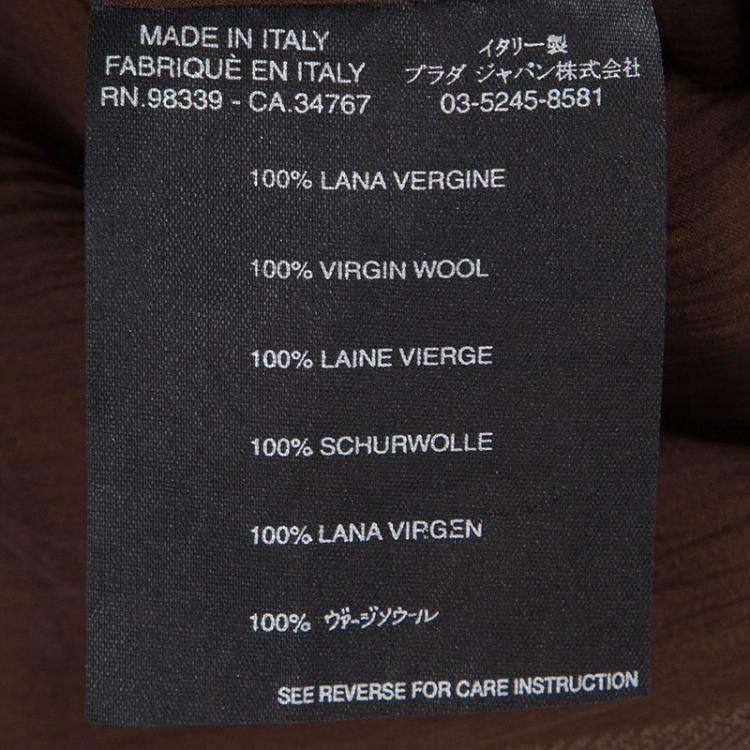 MADE IN ITALY
FABRIQUÈ EN ITALY
RN.98339 - CA.34767
イタリー製
プラダ ジャパン株式会社
03-5245-8581
100% LANA VERGINE
100% VIRGIN WOOL
100% LAINE VIERGE
100% SCHURWOLLE
100% LANA VIRGEN
100% ヴァージンウール
SEE REVERSE FOR CARE INSTRUCTION